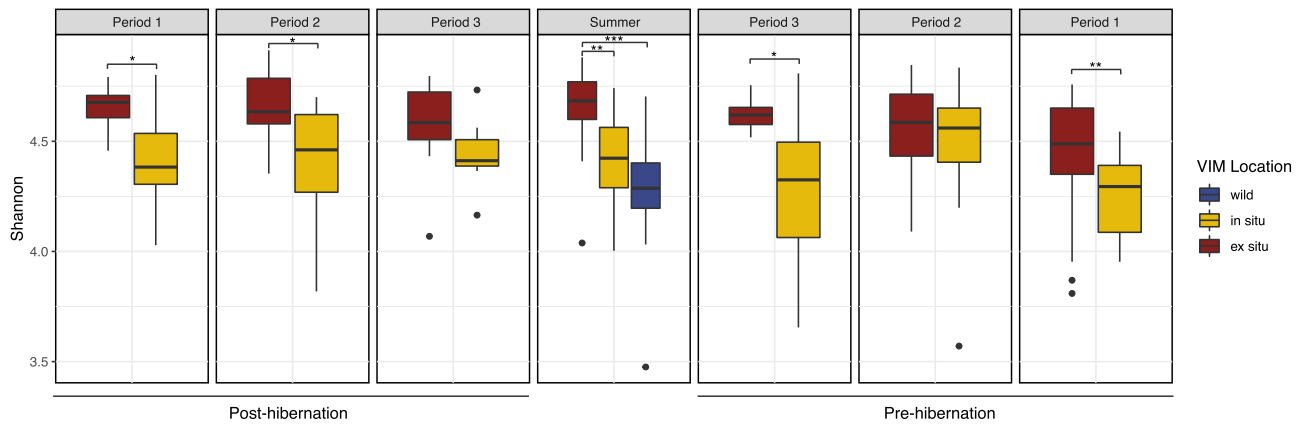 Period 1
Period 2
Period 3
Summer
Period 3
Period 2
Period 1
*
*
***
**
*
**
Shannon
4.5
4.0
3.5
Post-hibernation
Pre-hibernation
VIM Location
wild
in situ
ex situ